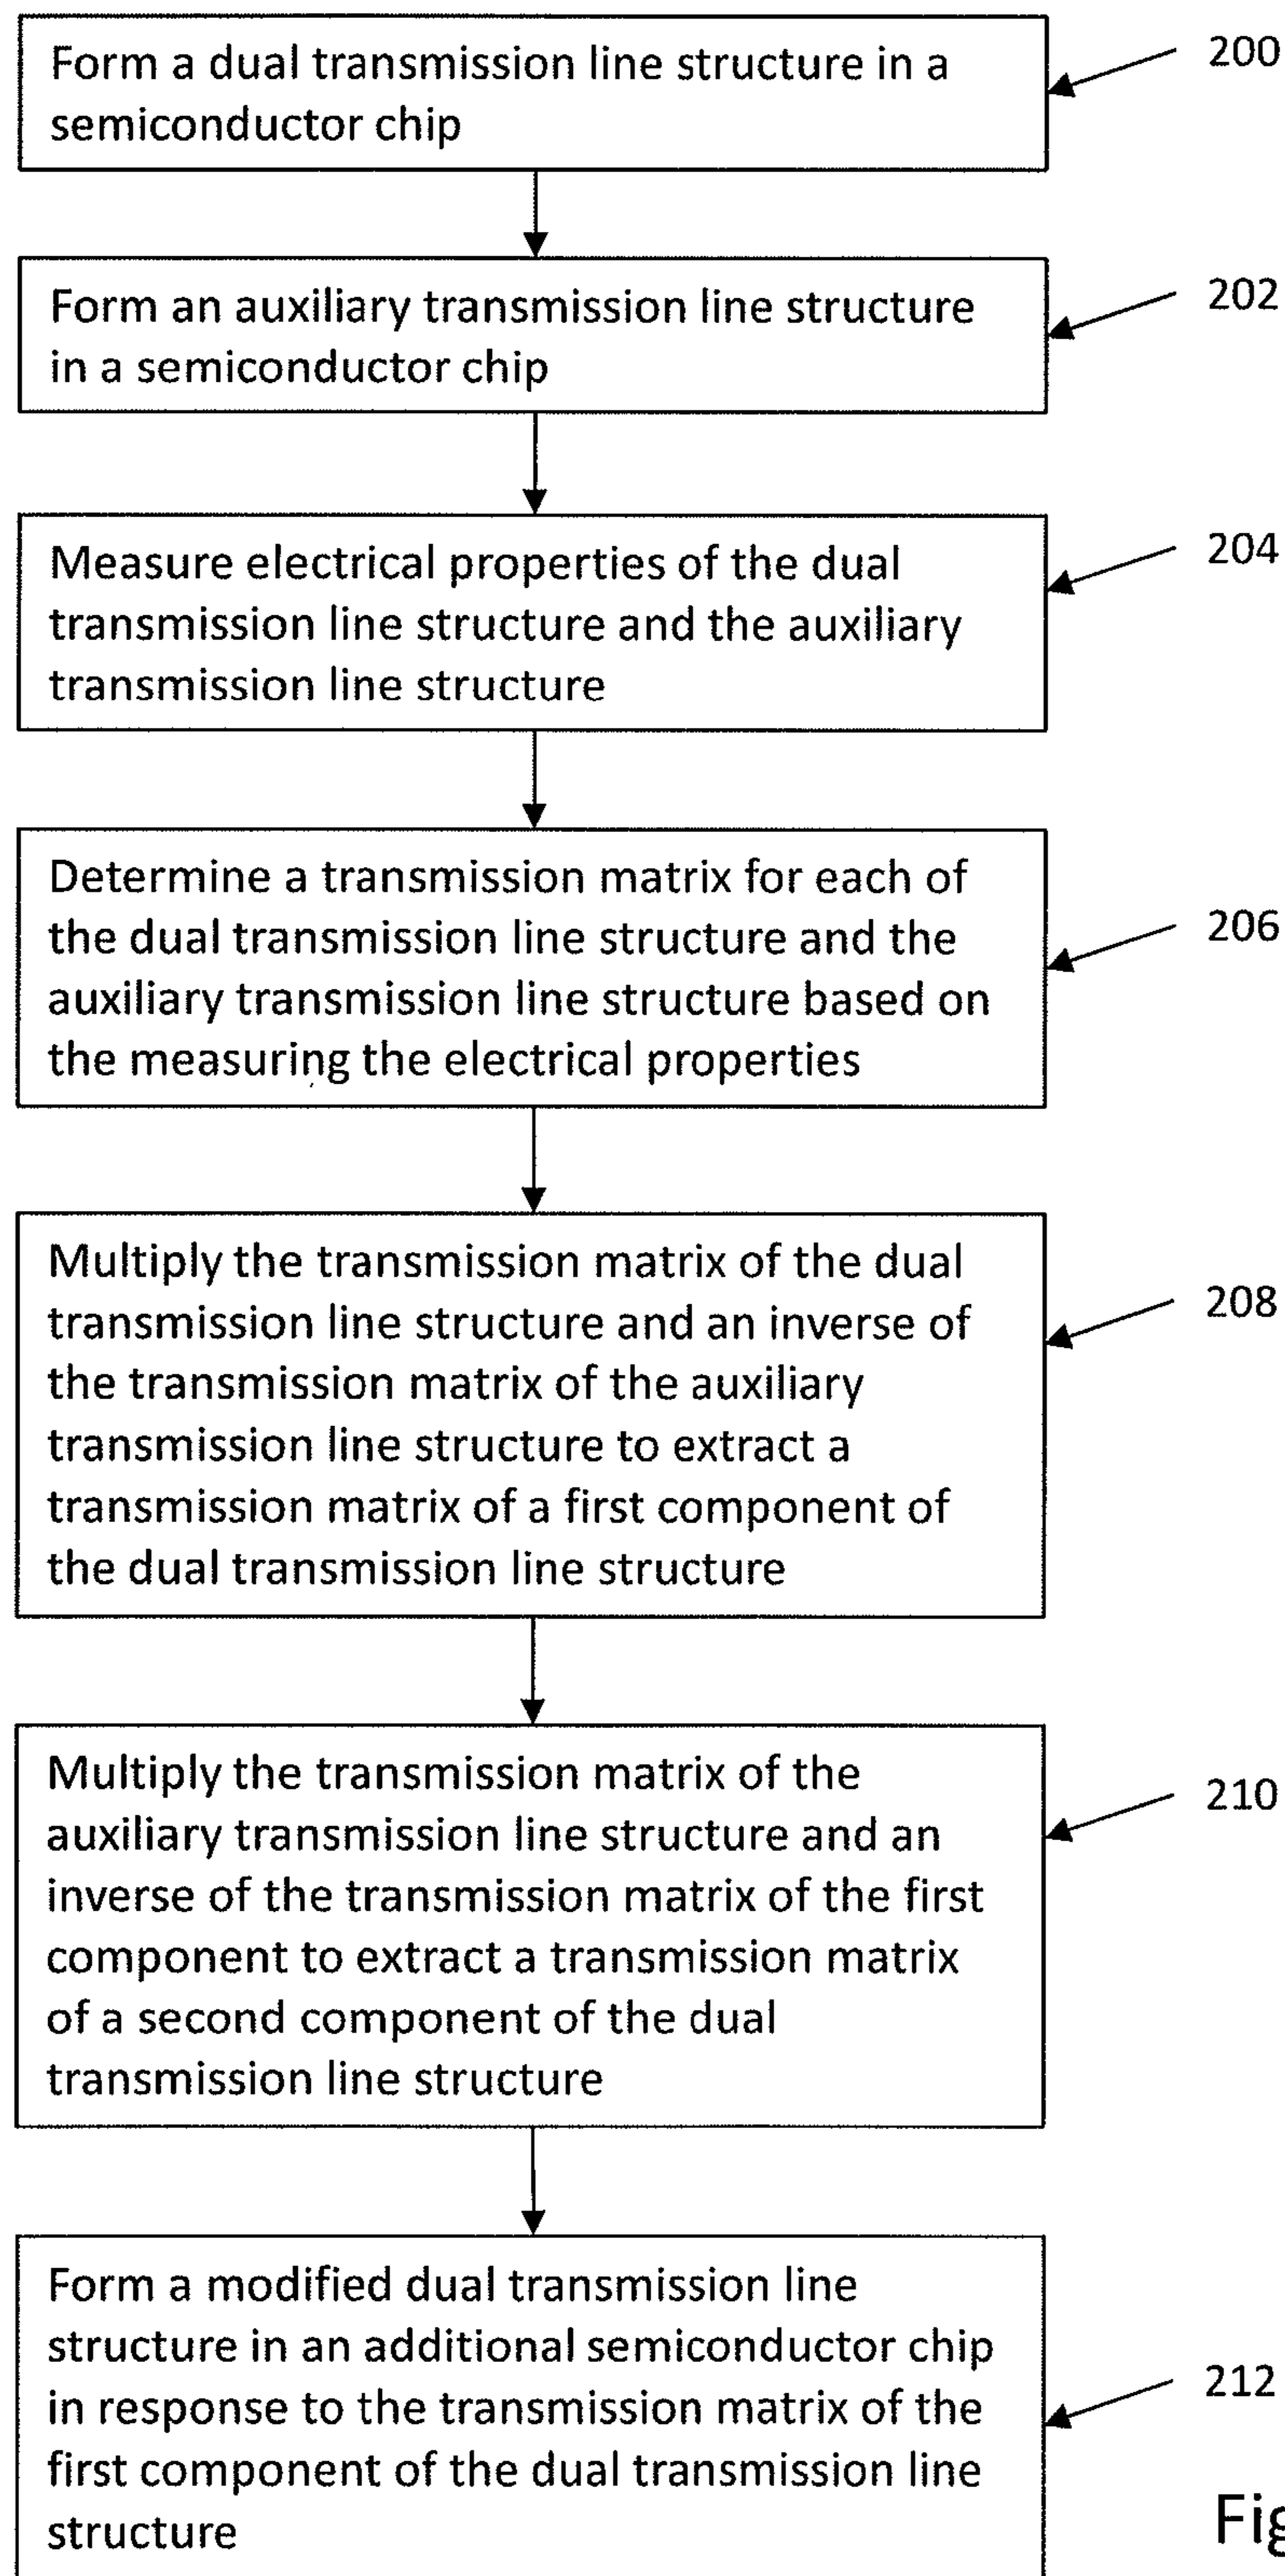 Form a dual transmission line structure in a
semiconductor chip
200
Form an auxiliary transmission line structure
in a semiconductor chip
202
Measure electrical properties of the dual
transmission line structure and the auxiliary
transmission line structure
204
Determine a transmission matrix for each of
the dual transmission line structure and the
auxiliary transmission line structure based on
the measuring the electrical properties
206
Multiply the transmission matrix of the dual
transmission line structure and an inverse of
the transmission matrix of the auxiliary
transmission line structure to extract a
transmission matrix of a first component of
the dual transmission line structure
208
Multiply the transmission matrix of the
auxiliary transmission line structure and an
inverse of the transmission matrix of the first
component to extract a transmission matrix
of a second component of the dual
transmission line structure
210
Form a modified dual transmission line
structure in an additional semiconductor chip
in response to the transmission matrix of the
first component of the dual transmission line
structure
212